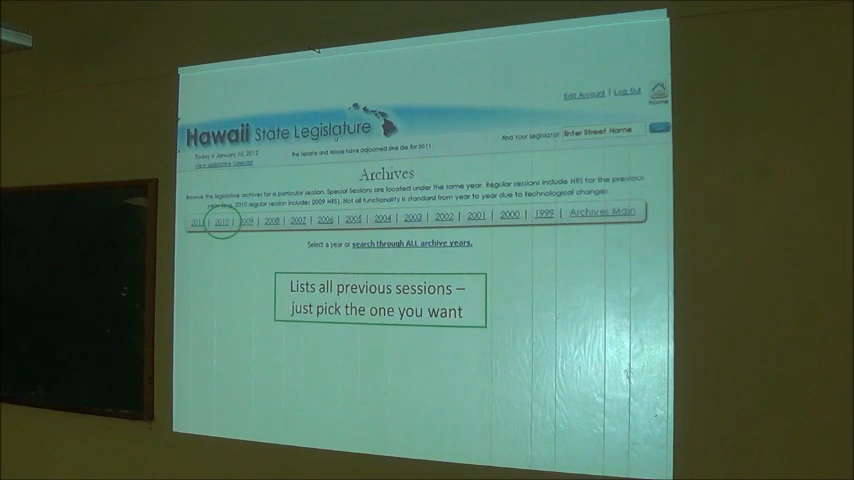 Edit Account | Log Out
Home
Hawaii State Legislature
Find Your Legislator Enter Street Name
Today is January 10, 2012
the Senate and House have adjourned sine die for 2011.
View Legislative Calendar
Archives
Browse the legislative archives for a particular session. Special Sessions are located under the same year. Regular sessions include HRS for the previous
year (e.g. 2010 regular session includes 2009 HRS). Not all functionality is standard from year to year due to technological changes.
2011 | 2010 | 2009 | 2008 | 2007 | 2006 | 2005 | 2004 | 2003 | 2002 | 2001 | 2000 | 1999 | Archives Main
Select a year or search through ALL archive years.
Lists all previous sessions –
just pick the one you want